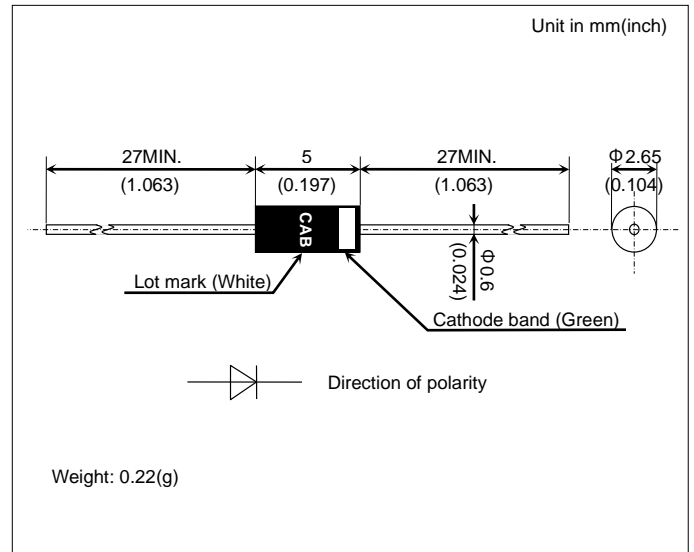 Unit in mm(inch)
27MIN.
(1.063)
5
(0.197)
27MIN.
(1.063)
Φ2.65
(0.104)
CAB
Φ0.6
(0.024)
Lot mark (White)
Cathode band (Green)
Direction of polarity
Weight: 0.22(g)